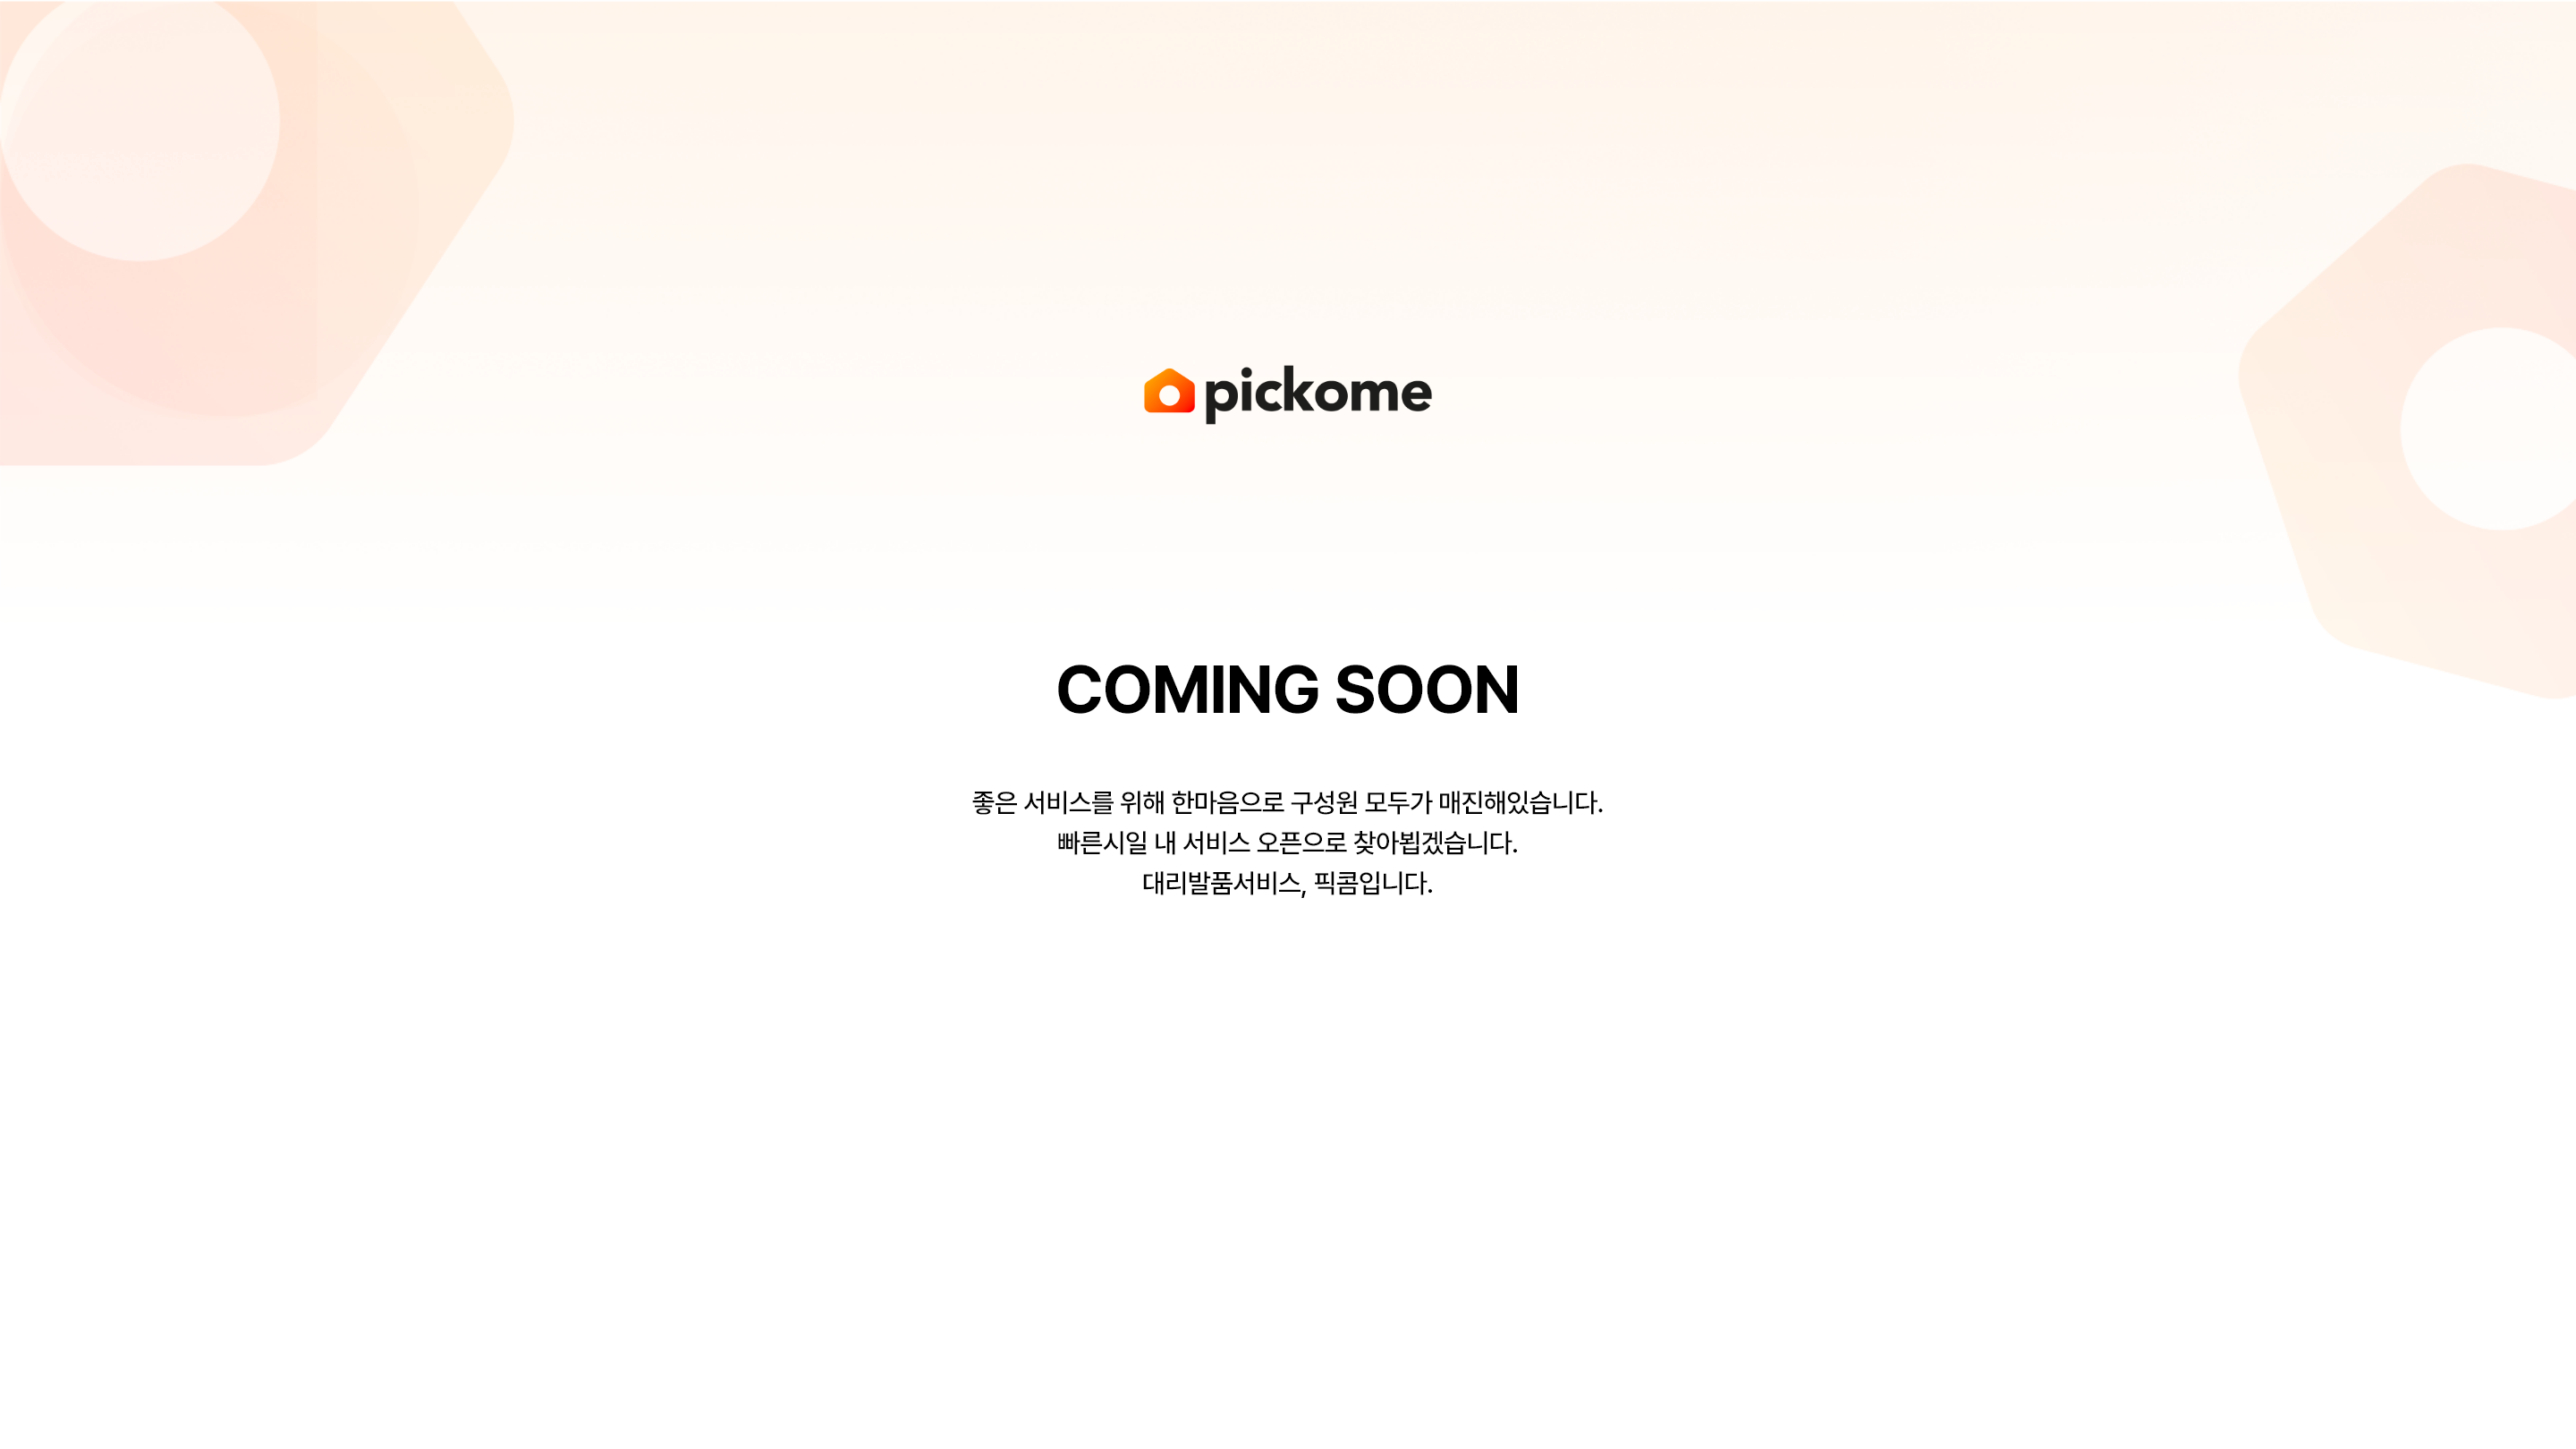 pickome
COMING SOON
좋은 서비스를 위해 한마음으로 구성원 모두가 매진해있습니다.
빠른시일 내 서비스 오픈으로 찾아뵙겠습니다.
대리발품서비스, 픽콤입니다.